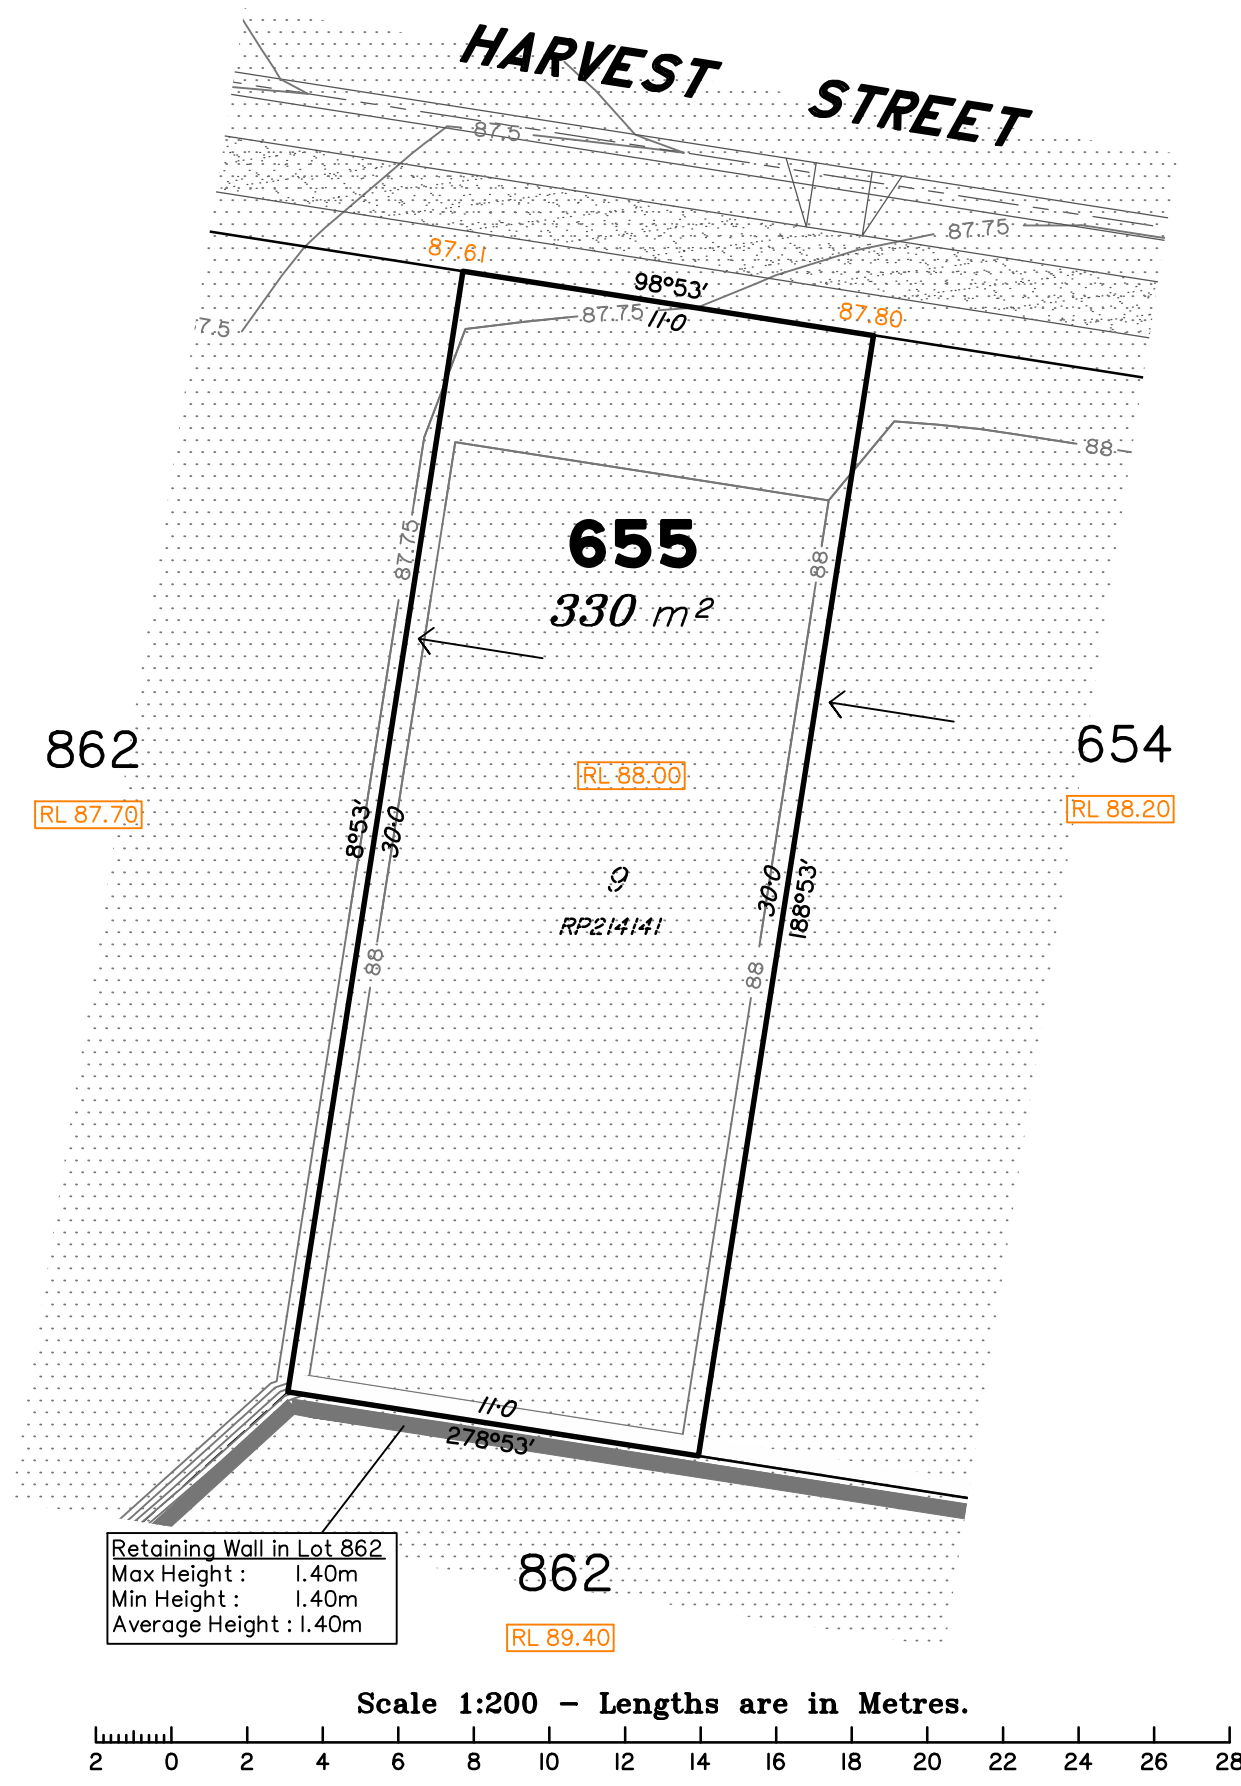 HARVEST STREET
87.5
87.75
87.61
98°53'
87.75
11·0
87.80
7.5
88
655
330 m²
87.75
88
862
RL 87.70
654
RL 88.20
RL 88.00
8°53'
30·0
9
RP214141
30·0
188°53'
88
88
11·0
278°53'
Retaining Wall in Lot 862
Max Height : 1.40m
Min Height : 1.40m
Average Height : 1.40m
862
RL 89.40
Scale 1:200 – Lengths are in Metres.
2 0 2 4 6 8 10 12 14 16 18 20 22 24 26 28